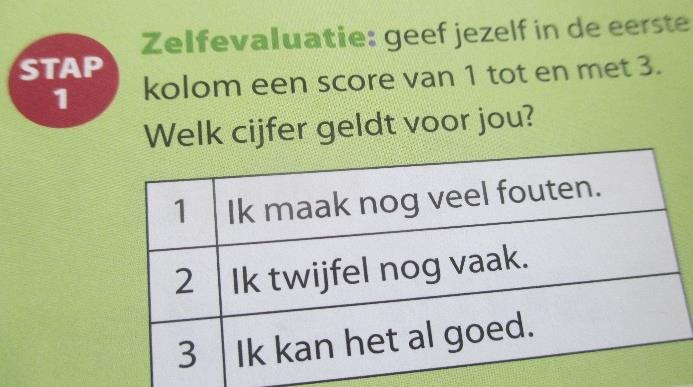 STAP
1
Zelfevaluatie: geef jezelf in de eerste
kolom een score van 1 tot en met 3.
Welk cijfer geldt voor jou?
1 Ik maak nog veel fouten.
2 Ik twijfel nog vaak.
3 Ik kan het al goed.